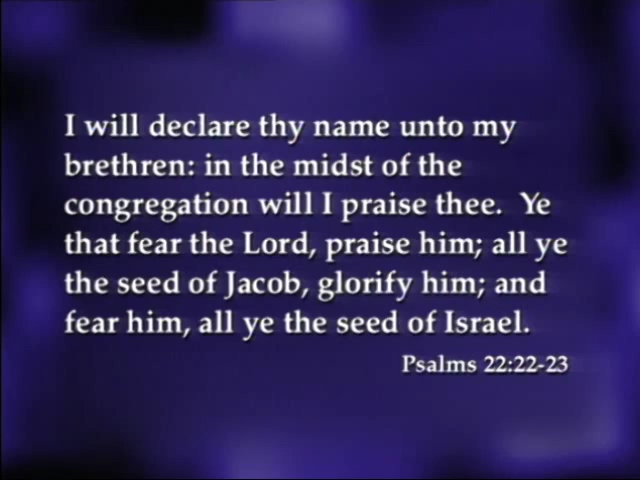 I will declare thy name unto my
brethren: in the midst of the
congregation will I praise thee.  Ye
that fear the Lord, praise him; all ye
the seed of Jacob, glorify him; and
fear him, all ye the seed of Israel.
Psalms 22:22-23